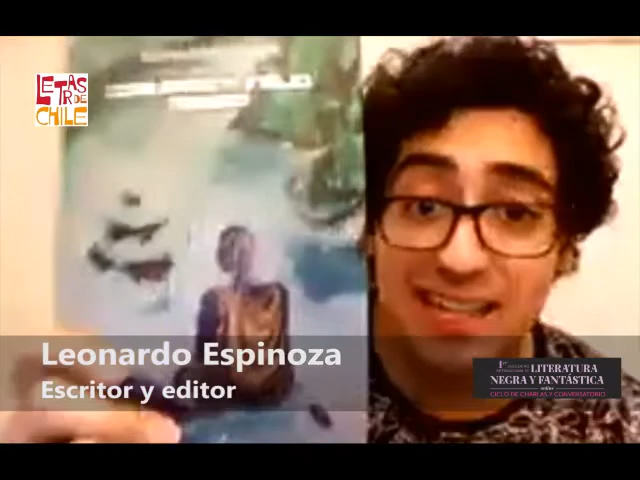 LETRAS
DE
CHILE
Leonardo Espinoza
Escritor y editor
LITERATURA
NEGRA Y FANTÁSTICA
CICLO DE CHARLAS Y CONVERSATORIO